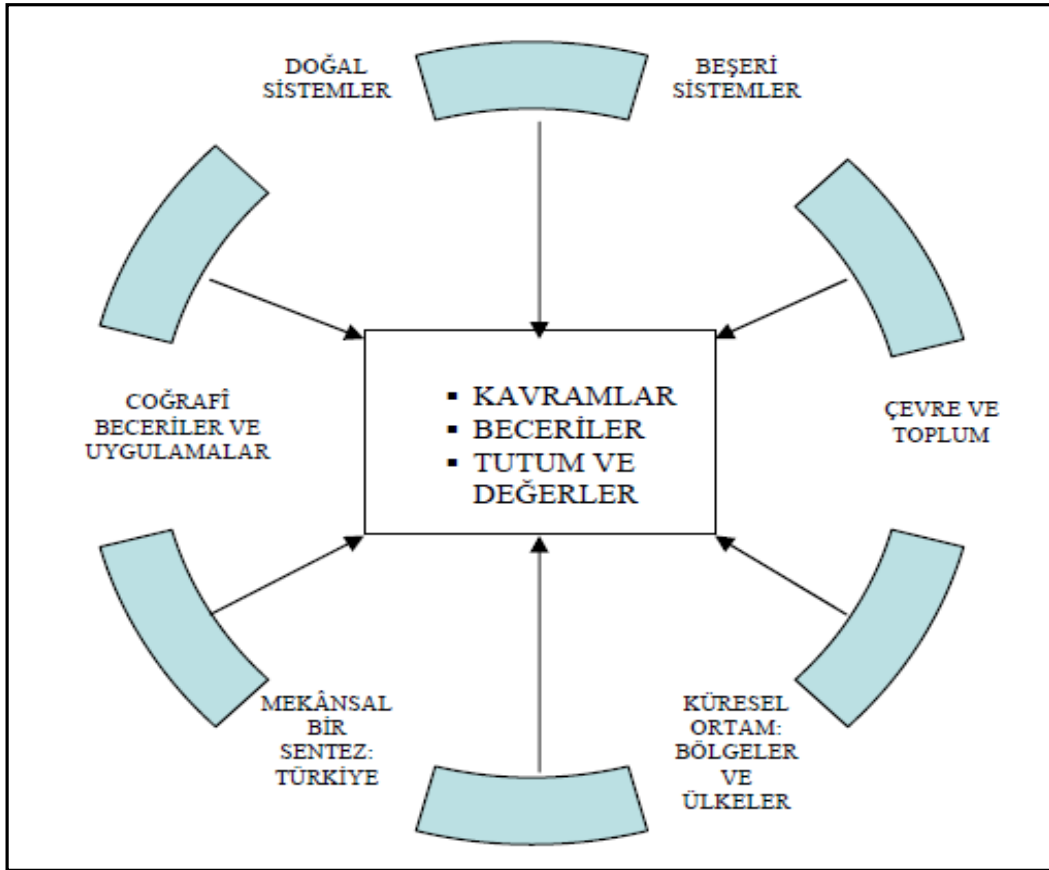 DOĞAL
SİSTEMLER
BEŞERİ
SİSTEMLER
COĞRAFÎ
BECERİLER VE
UYGULAMALAR
▪ KAVRAMLAR
▪ BECERİLER
▪ TUTUM VE
DEĞERLER
ÇEVRE VE
TOPLUM
MEKÂNSAL
BİR
SENTEZ:
TÜRKİYE
KÜRESEL
ORTAM:
BÖLGELER
VE
ÜLKELER